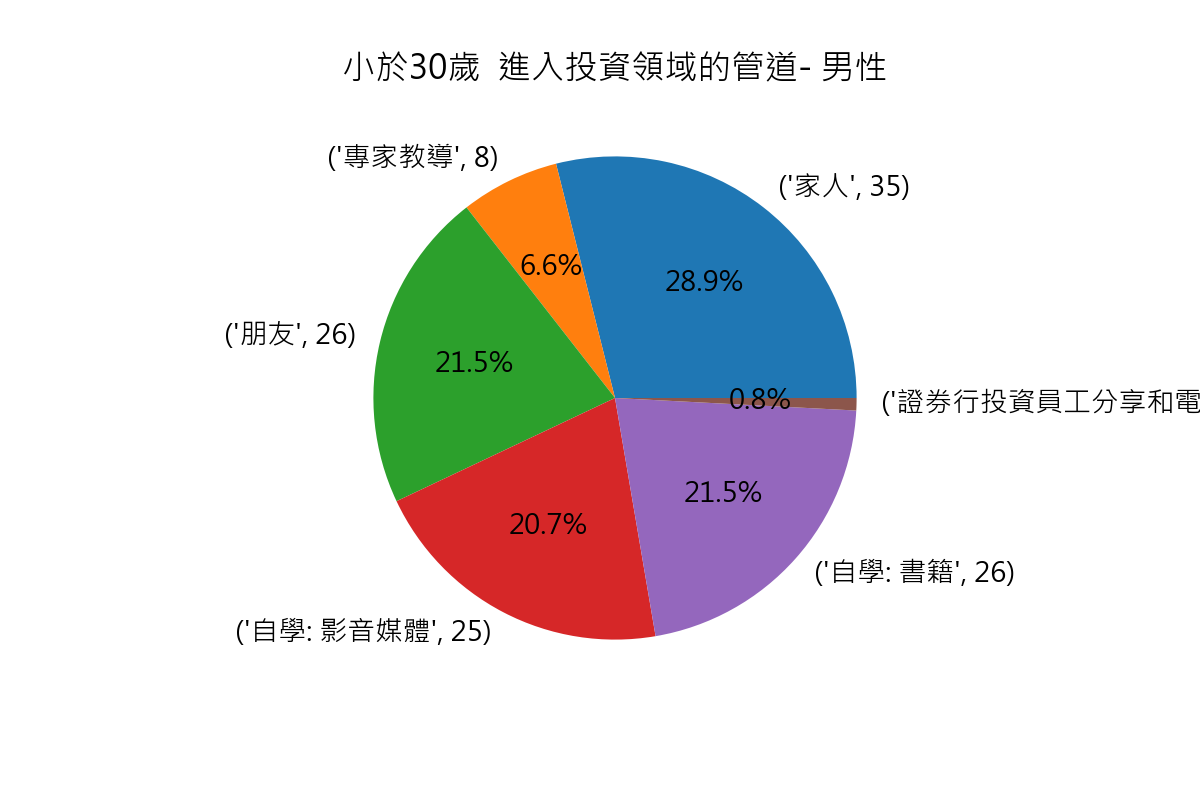 小於30歲 進入投資領域的管道- 男性
('專家教導', 8)
('家人', 35)
6.6%
28.9%
('朋友', 26)
21.5%
0.8%
('證券行投資員工分享和電
21.5%
20.7%
('自學: 書籍', 26)
('自學: 影音媒體', 25)